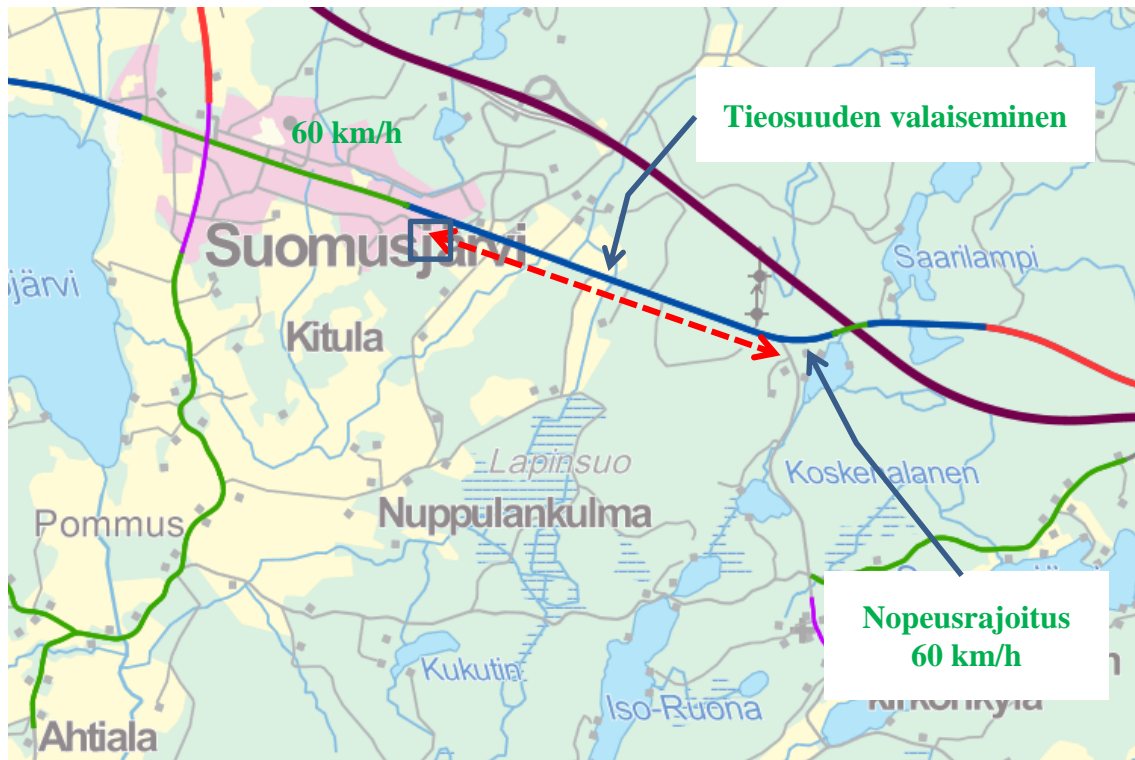 60 km/h
Tieosuuden valaiseminen
Suomusjärvi
Saarilampi
järvi
Kitula
Lapinsuo
Koskenalanen
Nuppulankulma
Pommus
Nopeusrajoitus
60 km/h
Kukutin
Iso-Ruona
Ahtiala